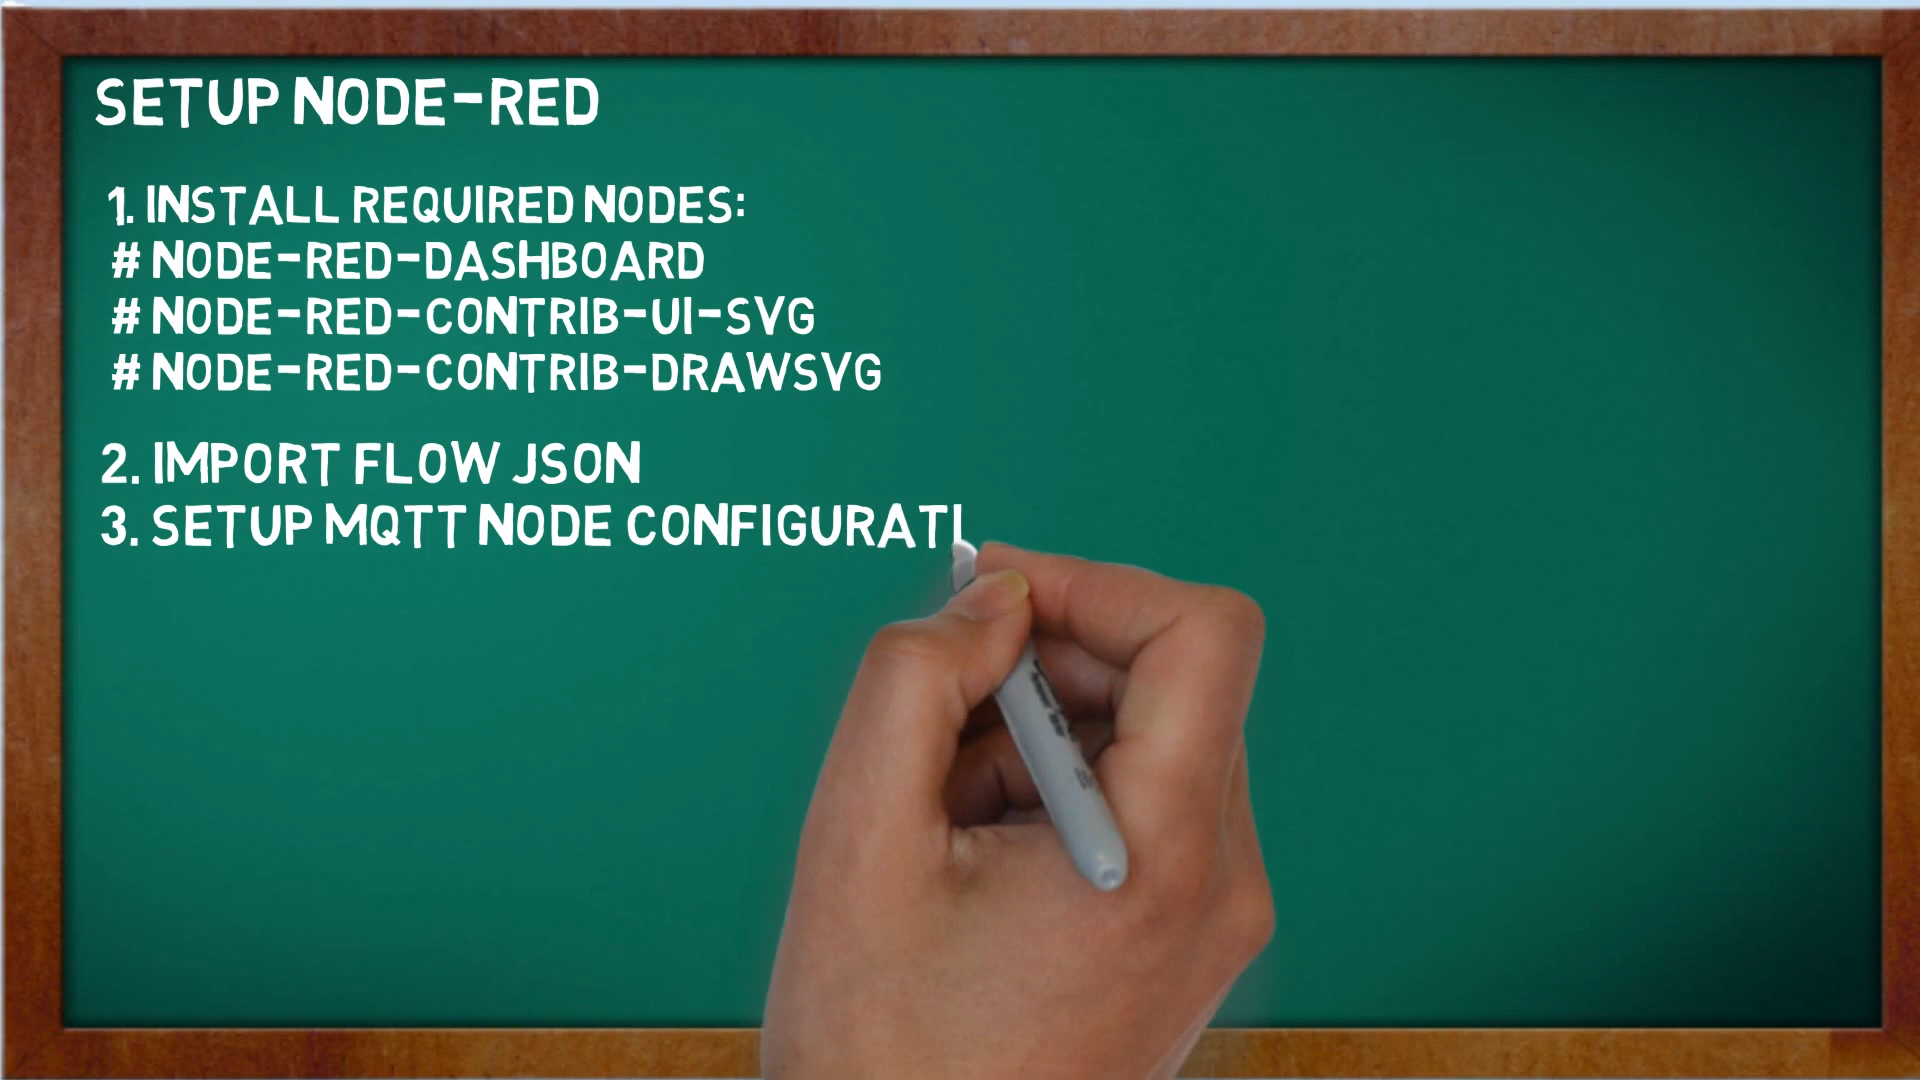 SETUP NODE-RED
1. INSTALL REQUIRED NODES:
# NODE-RED-DASHBOARD
# NODE-RED-CONTRIB-UI-SVG
# NODE-RED-CONTRIB-DRAWSVG
2. IMPORT FLOW JSON
3. SETUP MQTT NODE CONFIGURATI